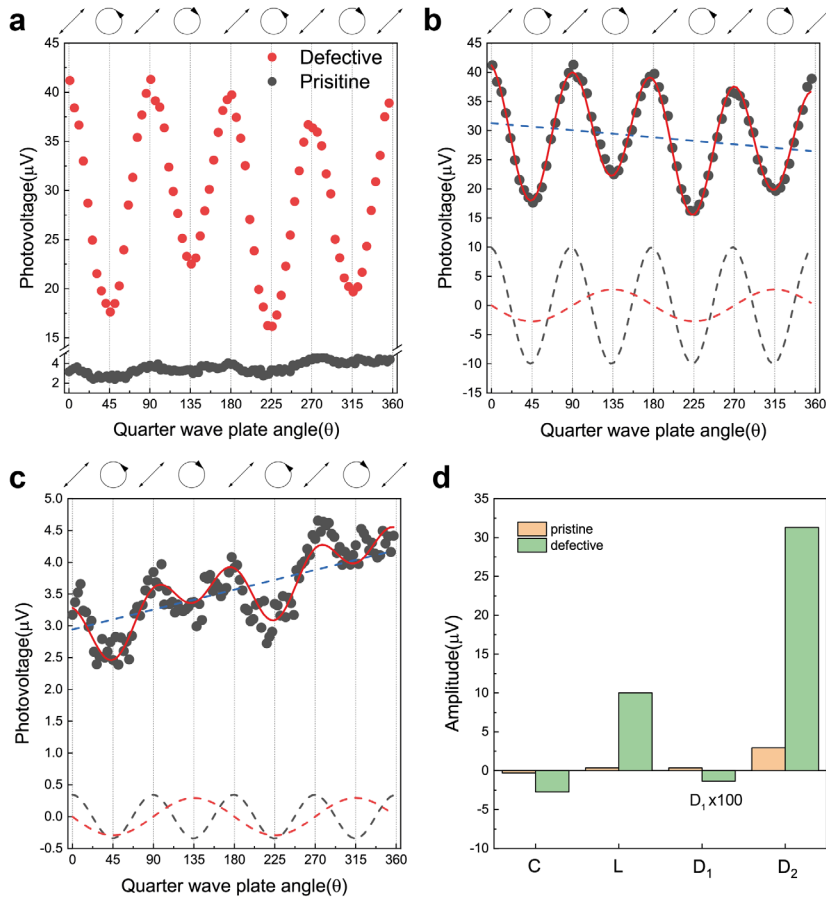 a
Defective
Prisitine
Photovoltage(μV)
45
40
35
30
25
20
15
4
2
0 45 90 135 180 225 270 315 360
Quarter wave plate angle(θ)
b
Photovoltage(μV)
50
45
40
35
30
25
20
15
10
5
0
-5
-10
-15
0 45 90 135 180 225 270 315 360
Quarter wave plate angle(θ)
c
Photovoltage(μV)
5.0
4.5
4.0
3.5
3.0
2.5
2.0
1.5
1.0
0.5
0.0
-0.5
0 45 90 135 180 225 270 315 360
Quarter wave plate angle(θ)
d
pristine
defective
Amplitude(μV)
35
30
25
20
15
10
5
0
-5
-10
D₁x100
C L D₁ D₂